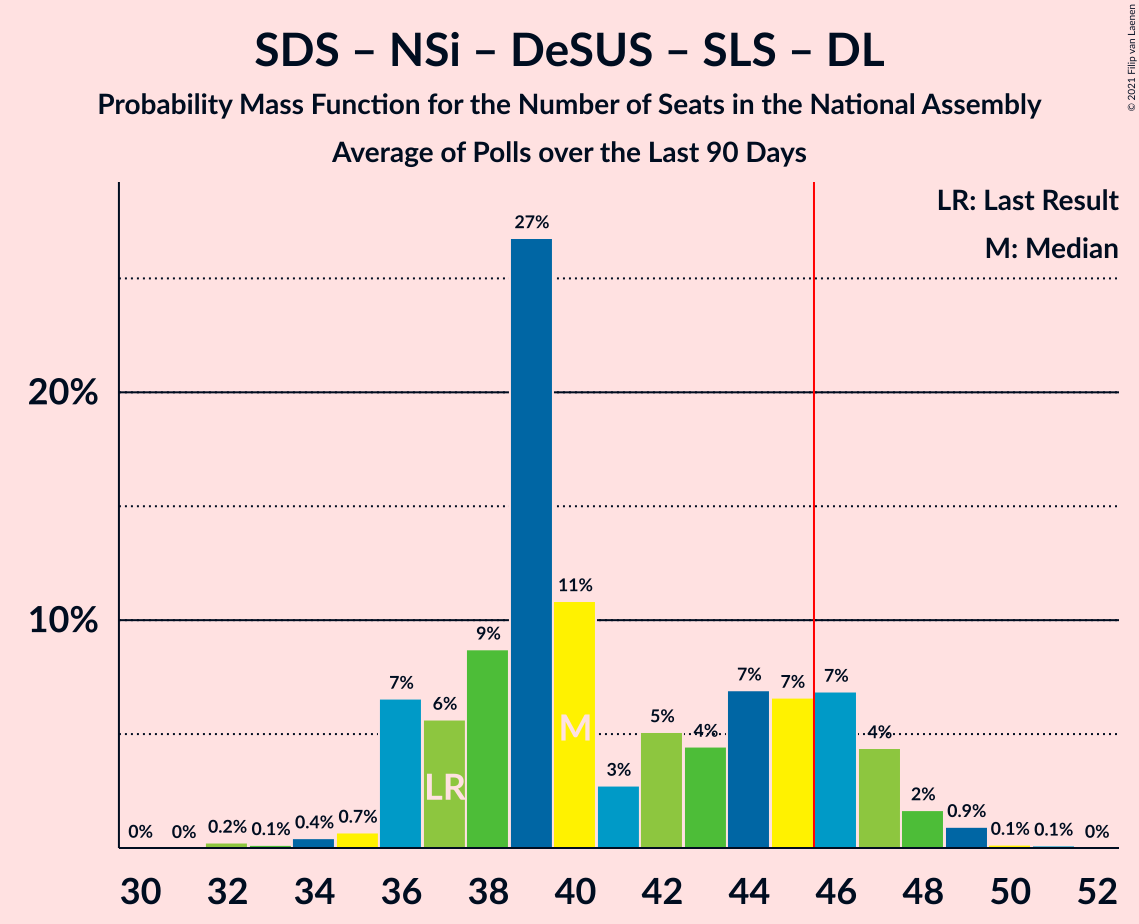 SDS – NSi – DeSUS – SLS – DL
Probability Mass Function for the Number of Seats in the National Assembly
Average of Polls over the Last 90 Days
© 2021 Filip van Laenen
LR: Last Result
M: Median
20%
10%
0%
0%
0.2%
0.1%
0.4%
0.7%
7%
6%
9%
27%
11%
3%
5%
4%
7%
7%
7%
4%
2%
0.9%
0.1%
0.1%
0%
LR
M
30 32 34 36 38 40 42 44 46 48 50 52